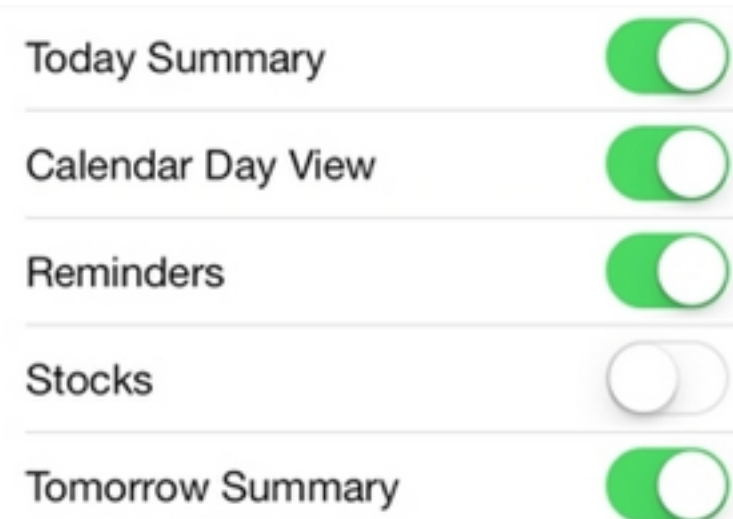 Today Summary
Calendar Day View
Reminders
Stocks
Tomorrow Summary